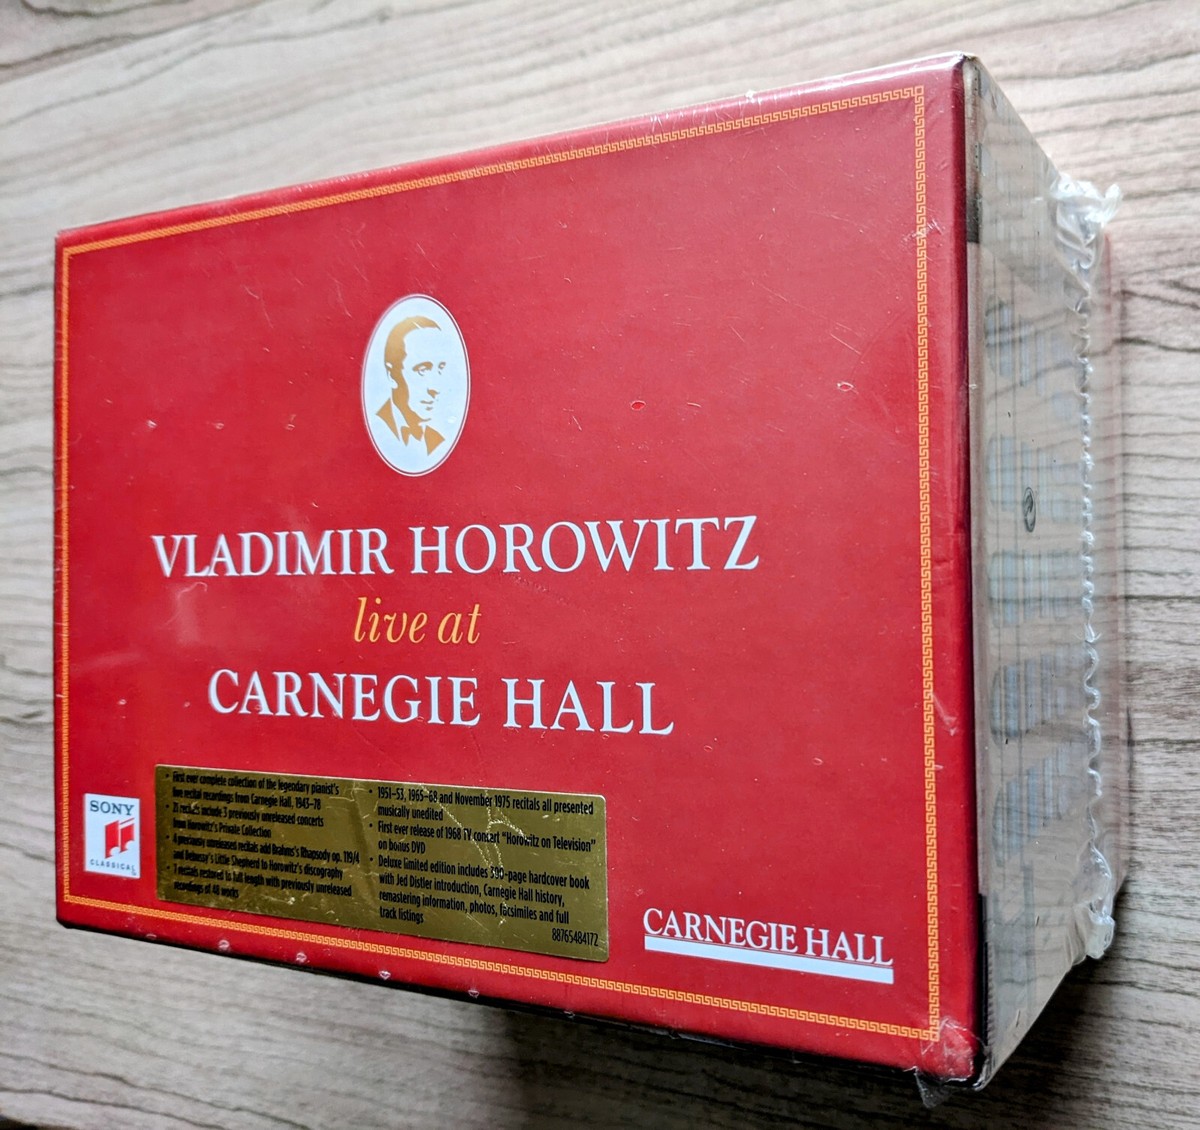 VLADIMIR HOROWITZ
live at
CARNEGIE HALL
SONY
CLASSICAL
• First ever complete collection of the legendary pianist's
live recital recordings from Carnegie Hall, 1943–78
• 21 recitals include 3 previously unreleased concerts
from Horowitz's Private Collection
• 4 previously unreleased recitals add Brahms's Rhapsody op. 119/4
and Debussy's Little Shepherd to Horowitz's discography
• 7 recitals restored to full length with previously unreleased
recordings of 48 works
• 1951–53, 1965–68 and November 1975 recitals all presented
musically unedited
• First ever release of 1968 TV concert "Horowitz on Television"
on bonus DVD
• Deluxe limited edition includes page hardcover book
with Jed Distler introduction, Carnegie Hall history,
remastering information, photos, facsimiles and full
track listings
88765484172
CARNEGIE HALL